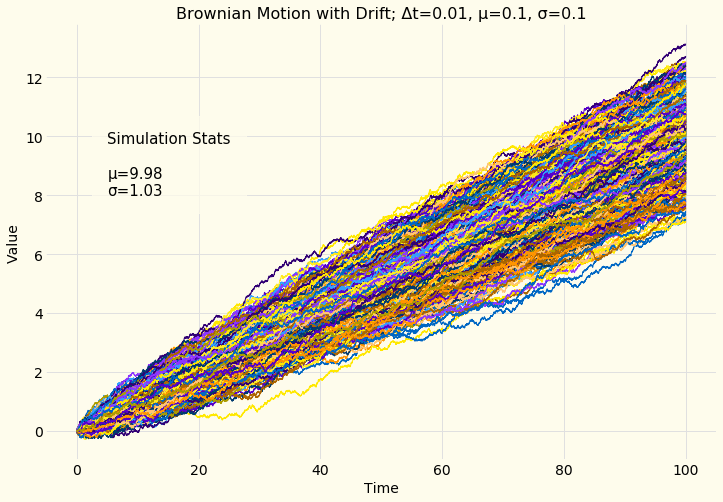 Brownian Motion with Drift; Δt=0.01, μ=0.1, σ=0.1
12
10
8
6
4
2
0
Value
Simulation Stats
μ=9.98
σ=1.03
0 20 40 60 80 100
Time